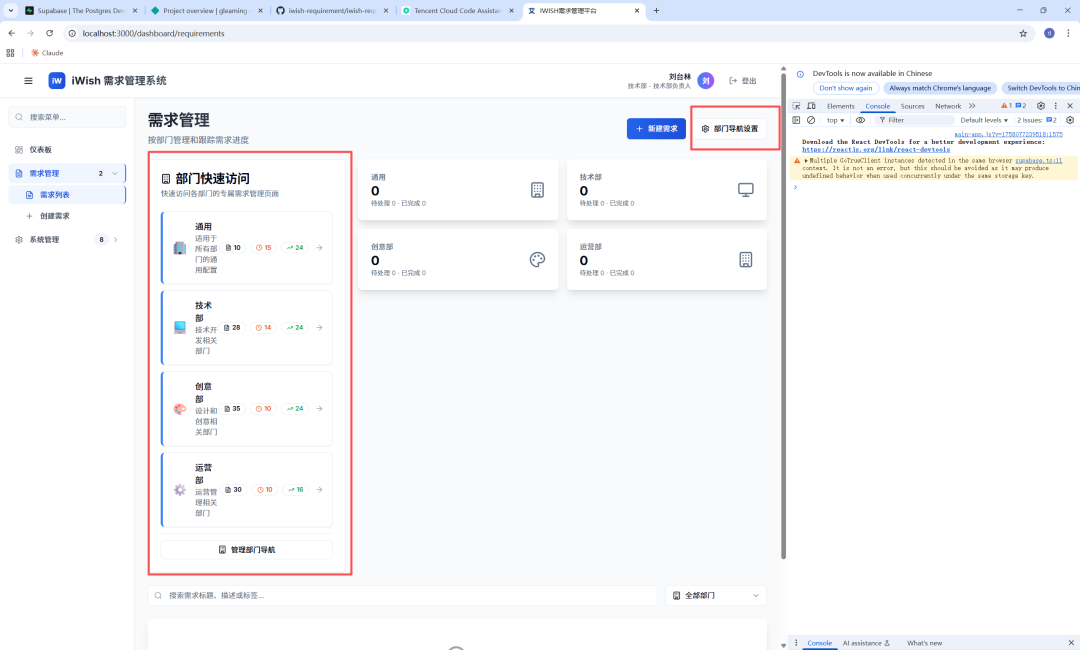 Supabase | The Postgres Dev
Project overview | gleaming
iwish-requirement/iwish-req
Tencent Cloud Code Assistan
iWISH需求管理平台
localhost:3000/dashboard/requirements
Claude
iW iWish 需求管理系统
刘台林
技术部 · 技术部负责人
刘
登出
搜索菜单...
仪表板
需求管理 2
需求列表
创建需求
系统管理 8
需求管理
按部门管理和跟踪需求进度
新建需求
部门导航设置
部门快速访问
快速访问各部门的专属需求管理页面
通用
适用于
所有部
门的通
用配置
10 15 24
技术
部
技术开
发相关
部门
28 14 24
创意
部
设计和
创意相
关部门
35 10 24
运营
部
运营管
理相关
部门
30 10 16
管理部门导航
通用
0
待处理 0 · 已完成 0
技术部
0
待处理 0 · 已完成 0
创意部
0
待处理 0 · 已完成 0
运营部
0
待处理 0 · 已完成 0
搜索需求标题、描述或标签...
全部部门
DevTools is now available in Chinese
Don't show again
Always match Chrome's language
Switch DevTools to Chin
Elements Console Sources Network 1 2
top Filter Default levels 2 Issues: 2
Download the React DevTools for a better development experience:
https://reactjs.org/link/react-devtools
Multiple GoTrueClient instances detected in the same browser supabase.ts:11
context. It is not an error, but this should be avoided as it may produce
undefined behavior when used concurrently under the same storage key.
Console AI assistance What's new